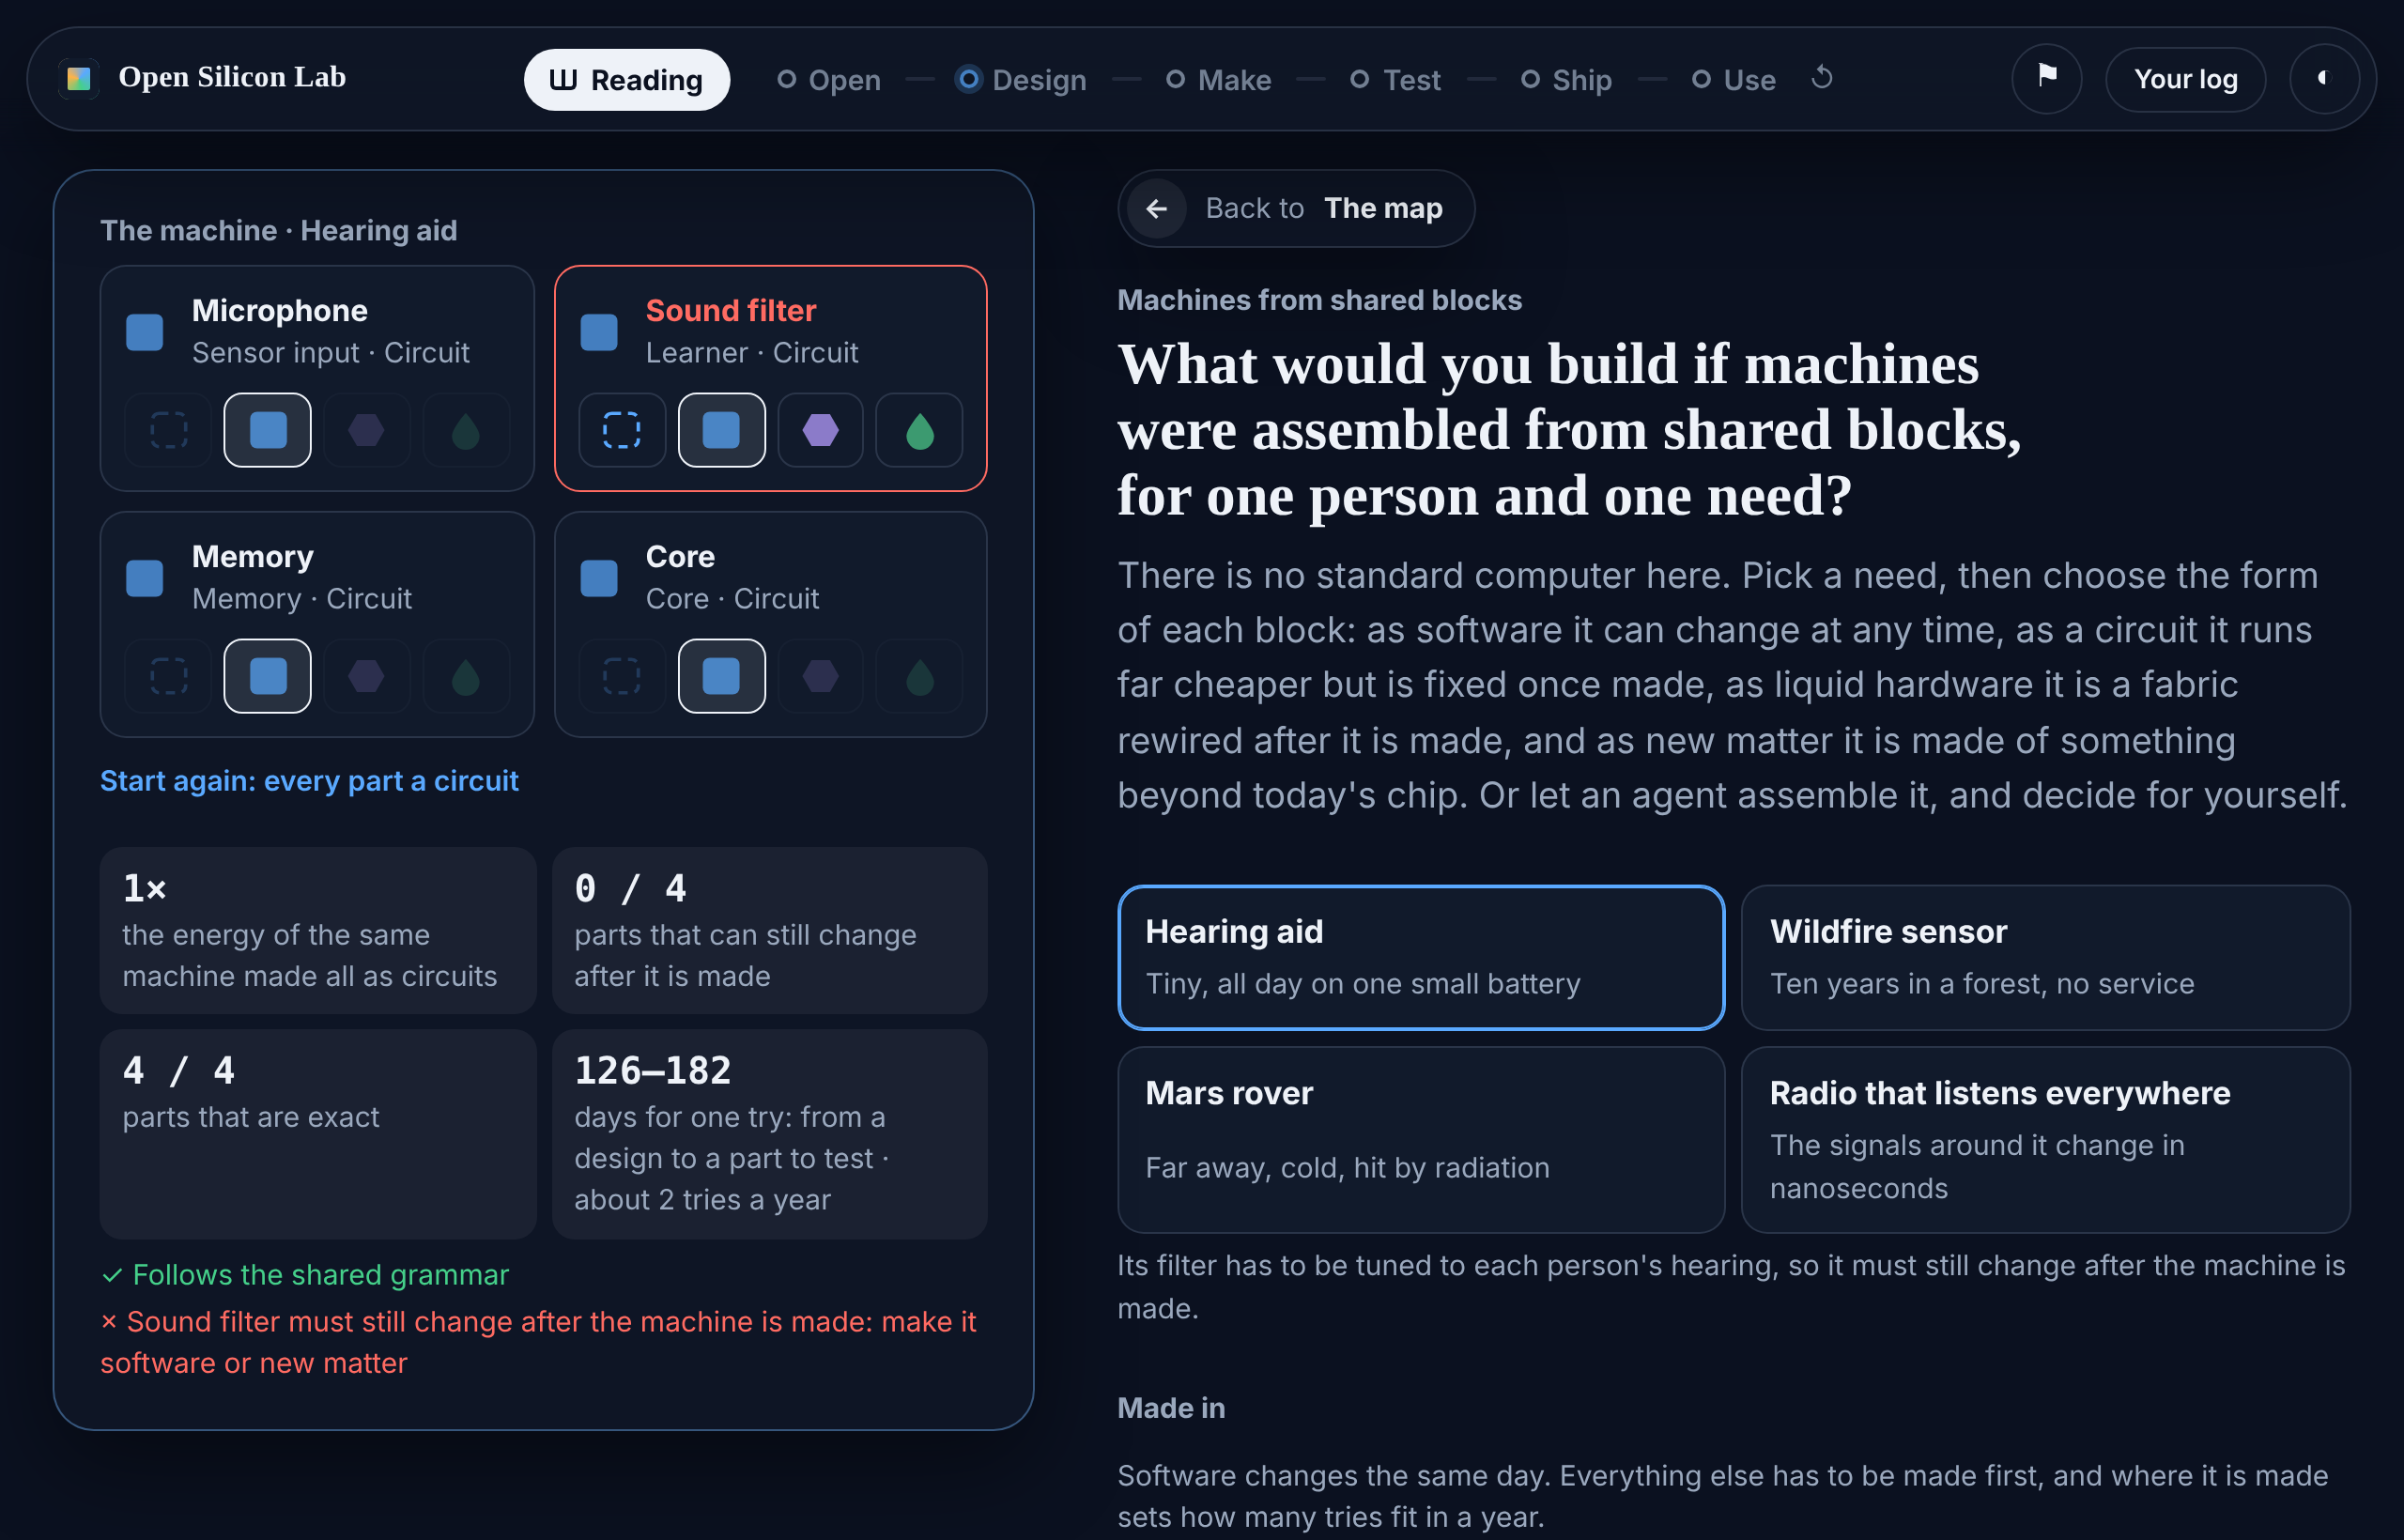 Open Silicon Lab
Reading
Open
Design
Make
Test
Ship
Use
Your log
The machine · Hearing aid
Microphone
Sensor input · Circuit
Sound filter
Learner · Circuit
Memory
Memory · Circuit
Core
Core · Circuit
Start again: every part a circuit
1×
the energy of the same
machine made all as circuits
0 / 4
parts that can still change
after it is made
4 / 4
parts that are exact
126–182
days for one try: from a
design to a part to test ·
about 2 tries a year
✓ Follows the shared grammar
× Sound filter must still change after the machine is made: make it
software or new matter
Back to The map
Machines from shared blocks
What would you build if machines
were assembled from shared blocks,
for one person and one need?
There is no standard computer here. Pick a need, then choose the form
of each block: as software it can change at any time, as a circuit it runs
far cheaper but is fixed once made, as liquid hardware it is a fabric
rewired after it is made, and as new matter it is made of something
beyond today's chip. Or let an agent assemble it, and decide for yourself.
Hearing aid
Tiny, all day on one small battery
Wildfire sensor
Ten years in a forest, no service
Mars rover
Far away, cold, hit by radiation
Radio that listens everywhere
The signals around it change in
nanoseconds
Its filter has to be tuned to each person's hearing, so it must still change after the machine is
made.
Made in
Software changes the same day. Everything else has to be made first, and where it is made
sets how many tries fit in a year.